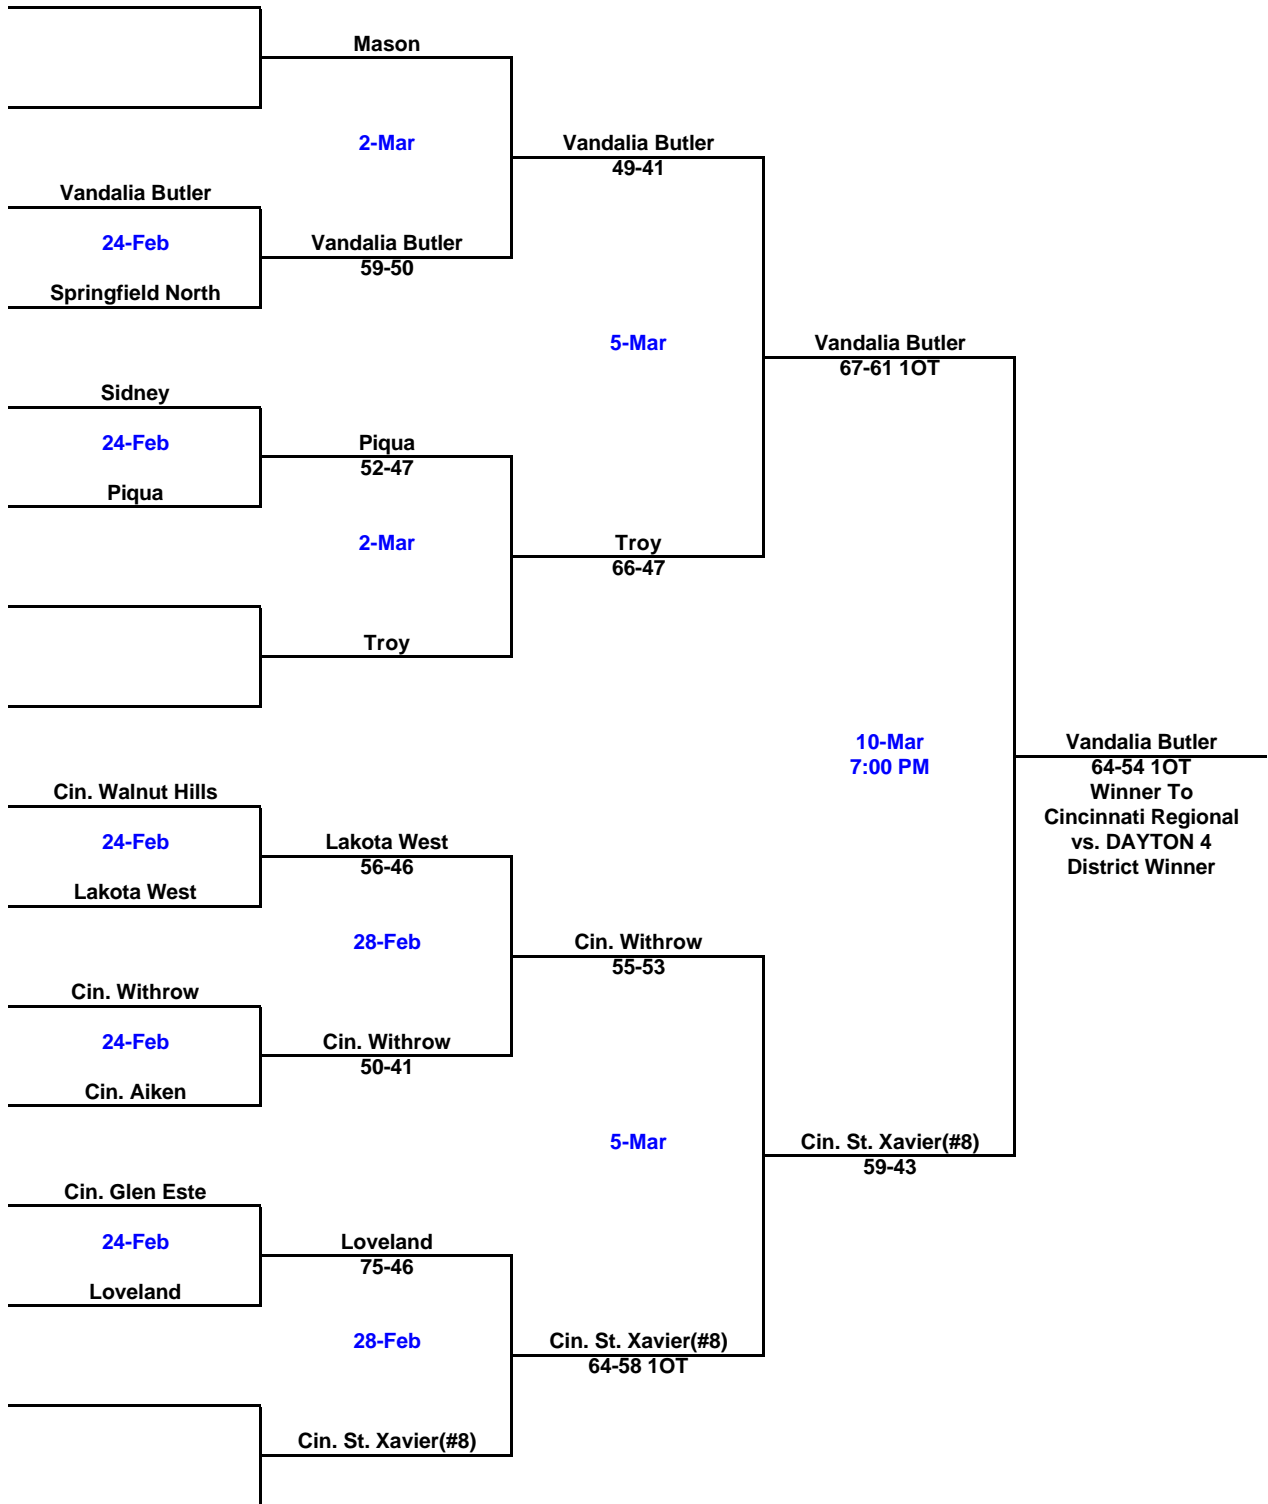 Mason
2-Mar
Vandalia Butler
49-41
Vandalia Butler
24-Feb
Vandalia Butler
59-50
Springfield North
5-Mar
Vandalia Butler
67-61 1OT
Sidney
24-Feb
Piqua
52-47
Piqua
2-Mar
Troy
66-47
Troy
10-Mar
7:00 PM
Vandalia Butler
64-54 1OT
Winner To
Cincinnati Regional
vs. DAYTON 4
District Winner
Cin. Walnut Hills
24-Feb
Lakota West
56-46
Lakota West
28-Feb
Cin. Withrow
55-53
Cin. Withrow
24-Feb
Cin. Withrow
50-41
Cin. Aiken
5-Mar
Cin. St. Xavier(#8)
59-43
Cin. Glen Este
24-Feb
Loveland
75-46
Loveland
28-Feb
Cin. St. Xavier(#8)
64-58 1OT
Cin. St. Xavier(#8)